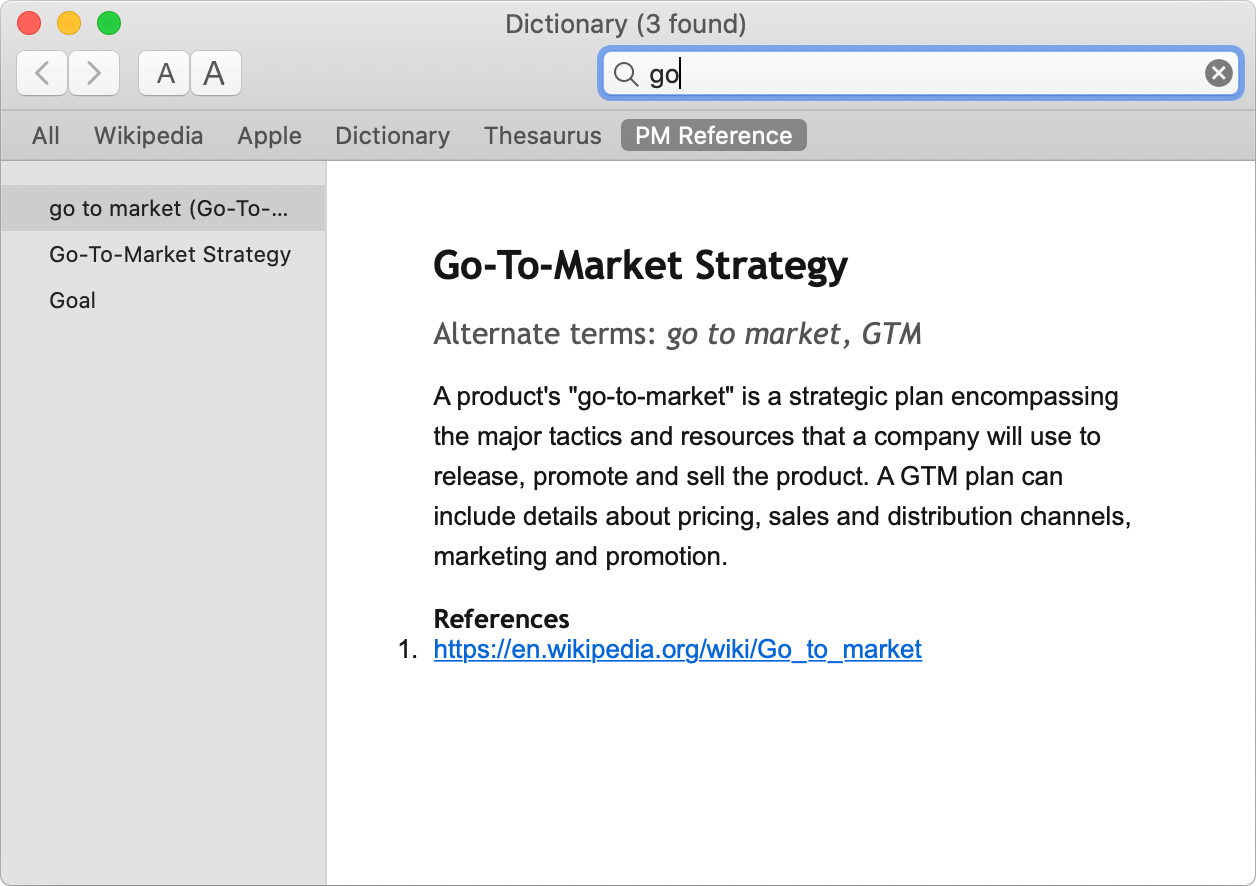 Dictionary (3 found)
A A
go
All Wikipedia Apple Dictionary Thesaurus PM Reference
go to market (Go-To-...
Go-To-Market Strategy
Goal
Go-To-Market Strategy
Alternate terms: go to market, GTM
A product's "go-to-market" is a strategic plan encompassing
the major tactics and resources that a company will use to
release, promote and sell the product. A GTM plan can
include details about pricing, sales and distribution channels,
marketing and promotion.
References
1. https://en.wikipedia.org/wiki/Go_to_market